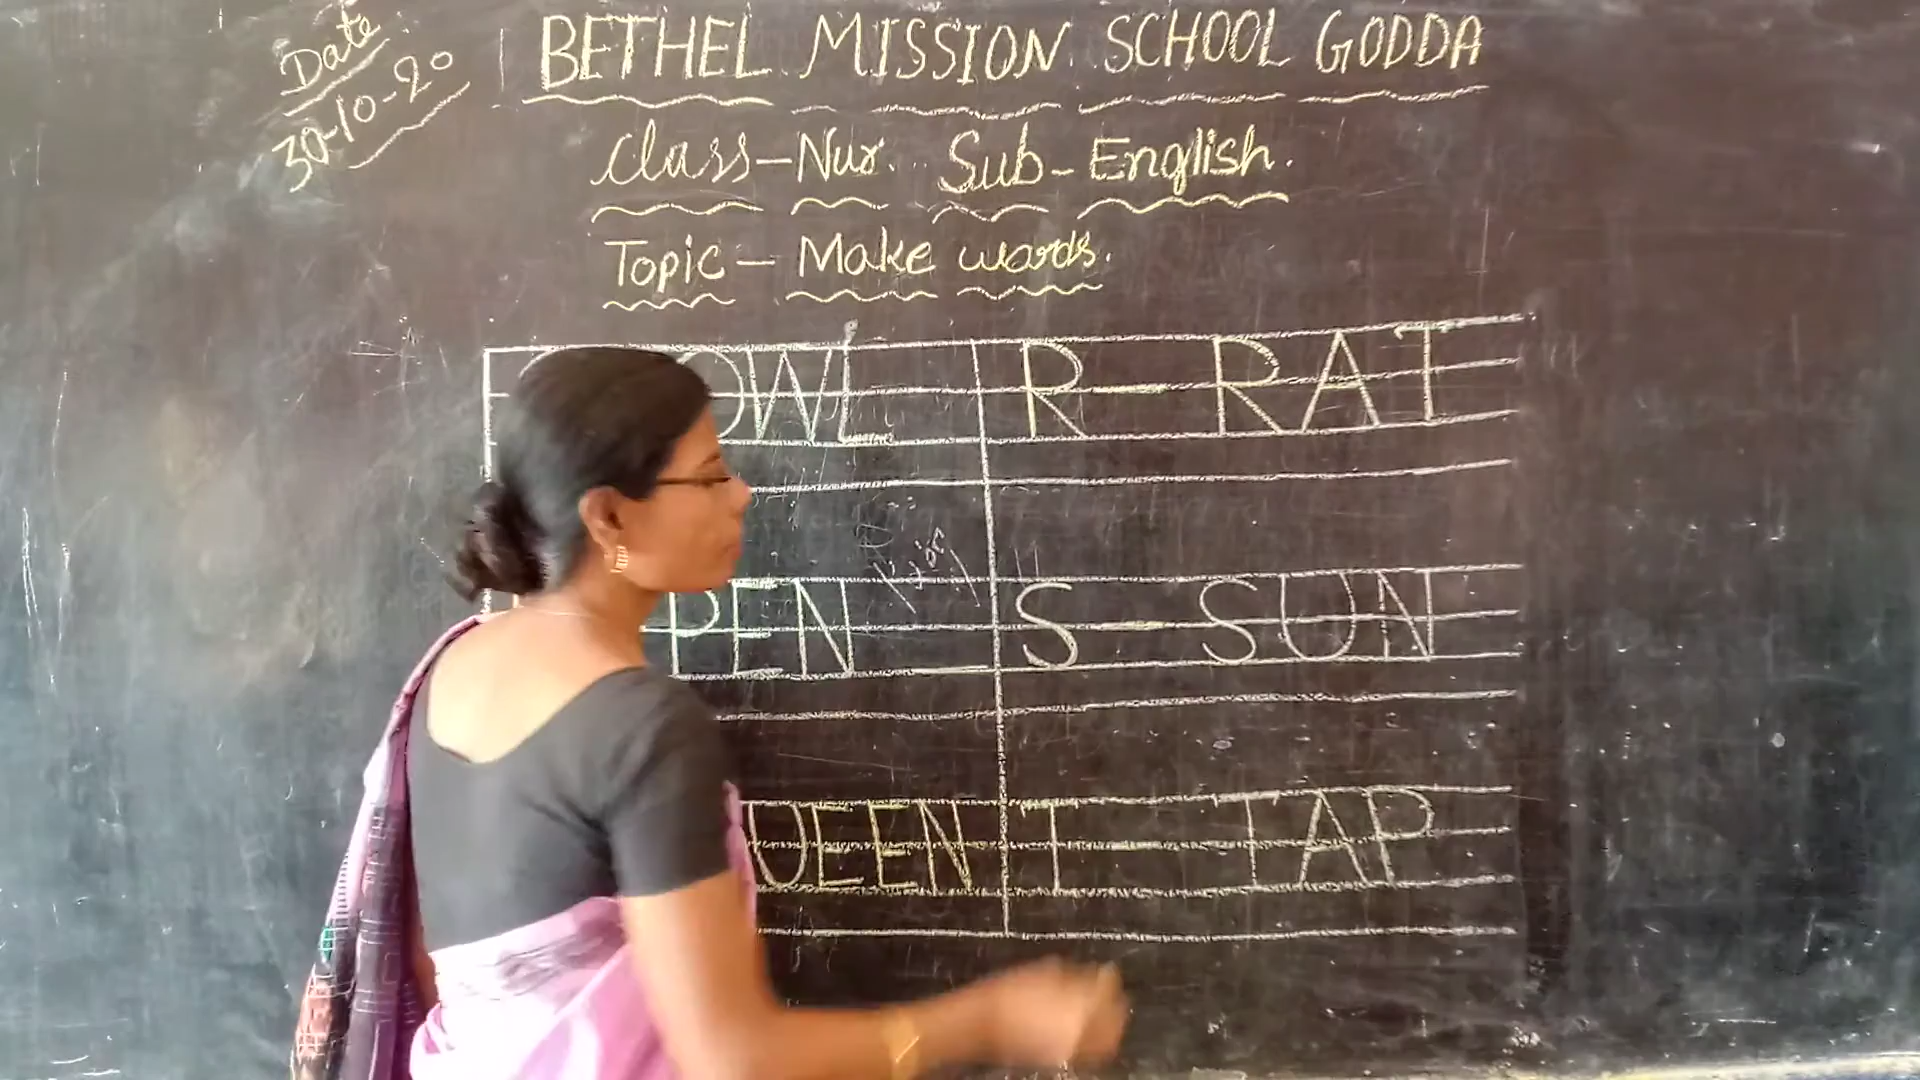 Date
30-10-20
BETHEL MISSION SCHOOL GODDA
Class-Nur. Sub-English.
Topic- Make words.
OWL R- RAT
PEN S- SUN
UEEN T- TAP